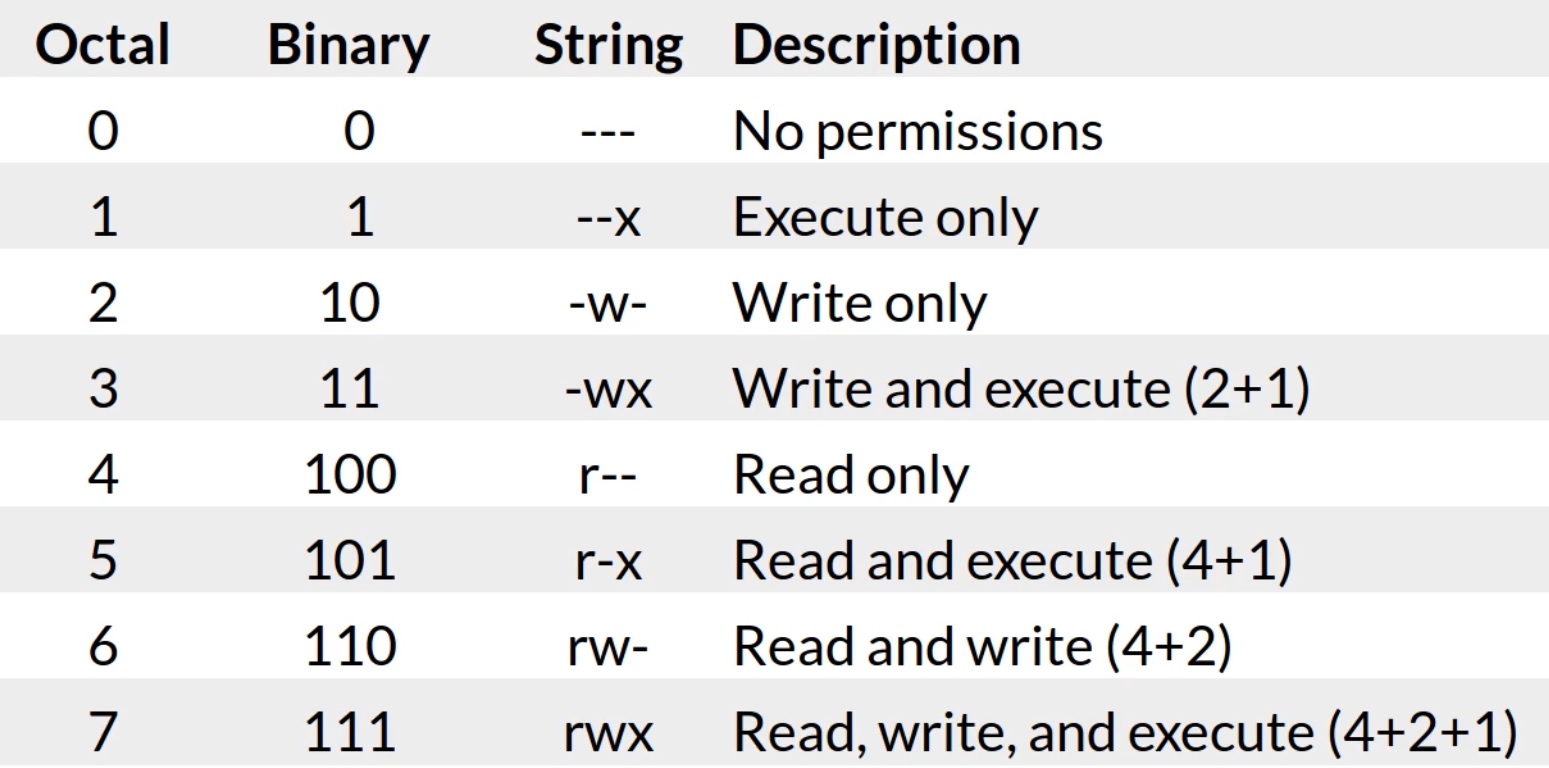 Octal Binary String Description
0 0 --- No permissions
1 1 --x Execute only
2 10 -w- Write only
3 11 -wx Write and execute (2+1)
4 100 r-- Read only
5 101 r-x Read and execute (4+1)
6 110 rw- Read and write (4+2)
7 111 rwx Read, write, and execute (4+2+1)